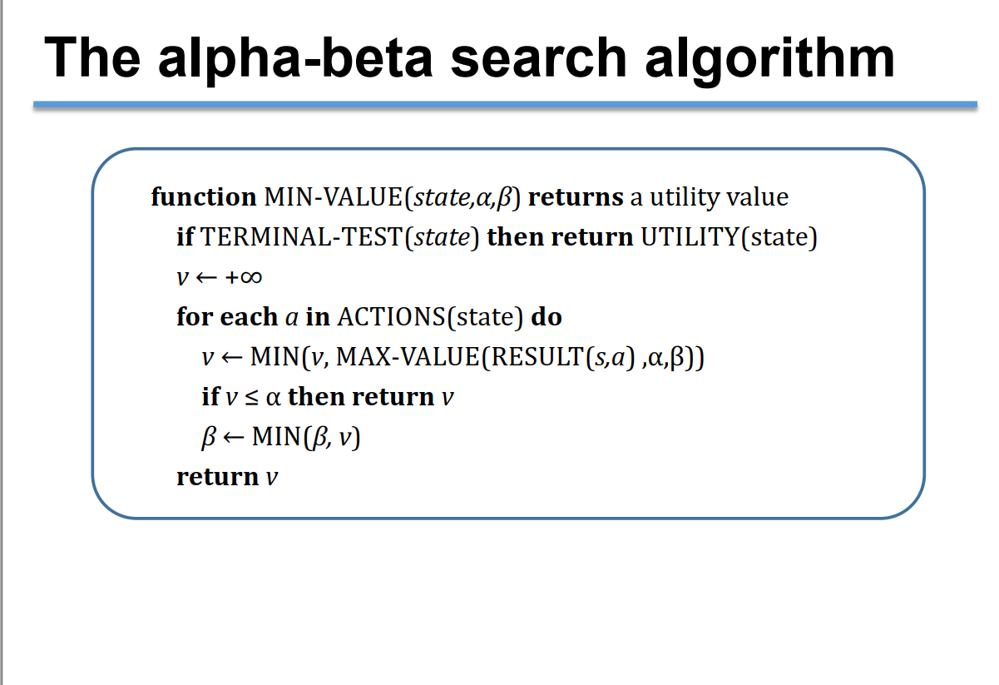 The alpha-beta search algorithm
function MIN-VALUE(state,α,β) returns a utility value
if TERMINAL-TEST(state) then return UTILITY(state)
v ← +∞
for each a in ACTIONS(state) do
v ← MIN(v, MAX-VALUE(RESULT(s,a) ,α,β))
if v ≤ α then return v
β ← MIN(β, v)
return v